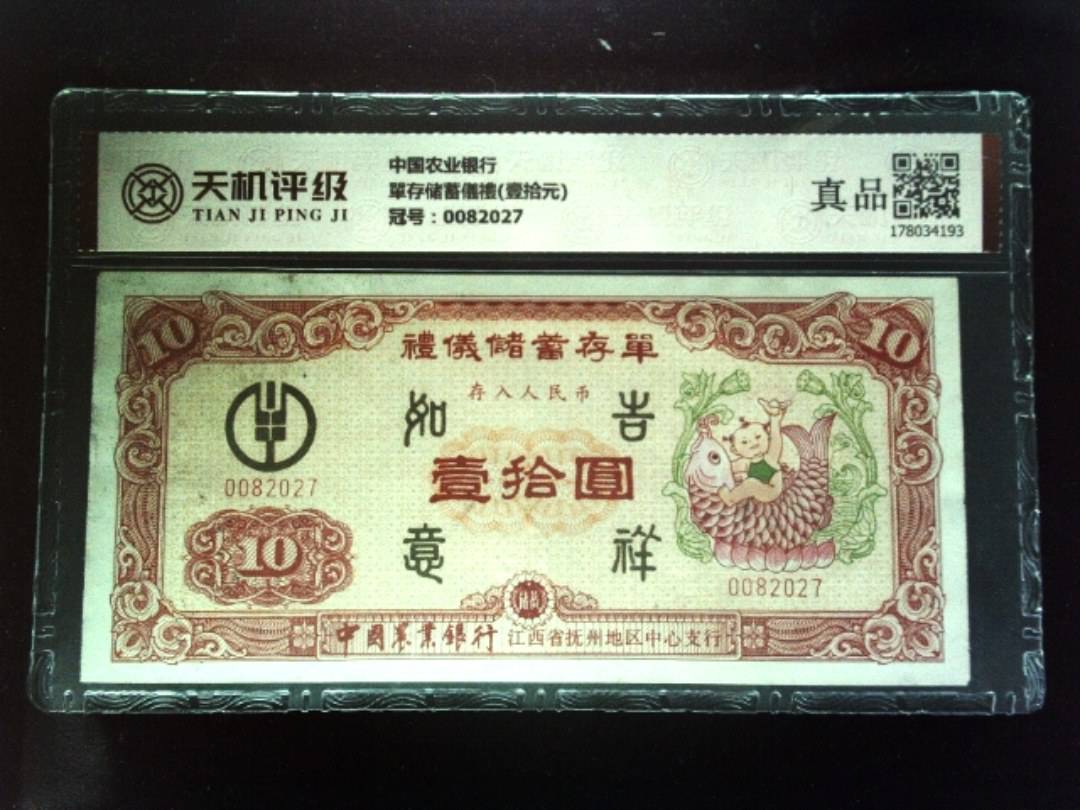 天机评级
TIAN JI PING JI
中国农业银行
單存储蓄儀禮(壹拾元)
冠号：0082027
真品
178034193
10
10
禮儀儲蓄存單
存入人民币
如 吉
壹拾圓
意 祥
0082027
10
0082027
儲蓄
中國農業銀行 江西省抚州地区中心支行